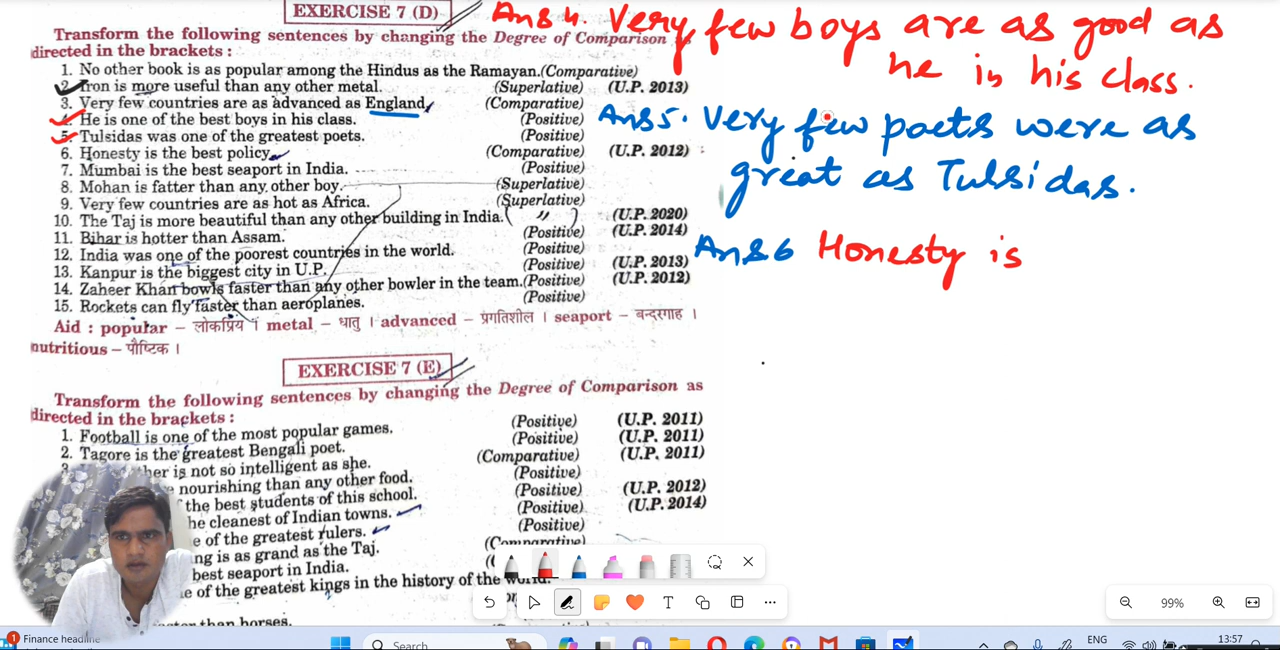 EXERCISE 7 (D)
Transform the following sentences by changing the Degree of Comparison as
directed in the brackets :
1. No other book is as popular among the Hindus as the Ramayan.(Comparative)
2. Iron is more useful than any other metal. (Superlative) (U.P. 2013)
3. Very few countries are as advanced as England. (Comparative)
4. He is one of the best boys in his class. (Positive)
5. Tulsidas was one of the greatest poets. (Positive)
6. Honesty is the best policy. (Comparative) (U.P. 2012)
7. Mumbai is the best seaport in India. (Positive)
8. Mohan is fatter than any other boy. (Superlative)
9. Very few countries are as hot as Africa. (Superlative)
10. The Taj is more beautiful than any other building in India. ( " ) (U.P. 2020)
11. Bihar is hotter than Assam. (Positive) (U.P. 2014)
12. India was one of the poorest countries in the world. (Positive)
13. Kanpur is the biggest city in U.P. (Positive) (U.P. 2013)
14. Zaheer Khan bowls faster than any other bowler in the team.(Positive) (U.P. 2012)
15. Rockets can fly faster than aeroplanes. (Positive)
Aid : popular – लोकप्रिय । metal – धातु । advanced – प्रगतिशील । seaport – बन्दरगाह ।
nutritious – पौष्टिक ।
EXERCISE 7 (E)
Transform the following sentences by changing the Degree of Comparison as
directed in the brackets :
1. Football is one of the most popular games. (Positive) (U.P. 2011)
2. Tagore is the greatest Bengali poet. (Positive) (U.P. 2011)
her is not so intelligent as she. (Comparative) (U.P. 2011)
nourishing than any other food. (Positive)
the best students of this school. (Positive) (U.P. 2012)
he cleanest of Indian towns. (Positive) (U.P. 2014)
e of the greatest rulers. (Positive)
ng is as grand as the Taj. (Comparative)
best seaport in India.
e of the greatest kings in the history of the world.
than horses.
Ans 4. Very few boys are as good as
he in his class.
Ans 5. Very few poets were as
great as Tulsidas.
Ans 6 Honesty is
99%
1
Finance headline
Search
ENG
13:57